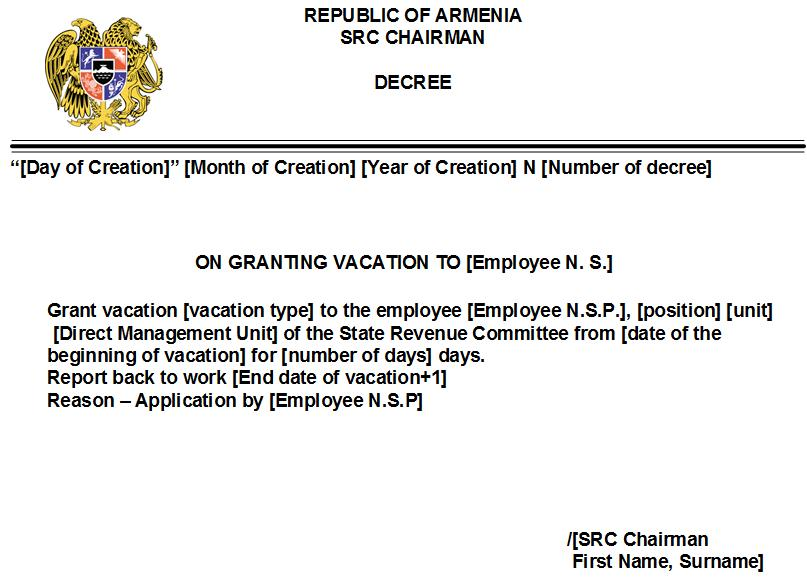 REPUBLIC OF ARMENIA
SRC CHAIRMAN
DECREE
“[Day of Creation]” [Month of Creation] [Year of Creation] N [Number of decree]
ON GRANTING VACATION TO [Employee N. S.]
Grant vacation [vacation type] to the employee [Employee N.S.P.], [position] [unit]
[Direct Management Unit] of the State Revenue Committee from [date of the
beginning of vacation] for [number of days] days.
Report back to work [End date of vacation+1]
Reason – Application by [Employee N.S.P]
/[SRC Chairman
First Name, Surname]